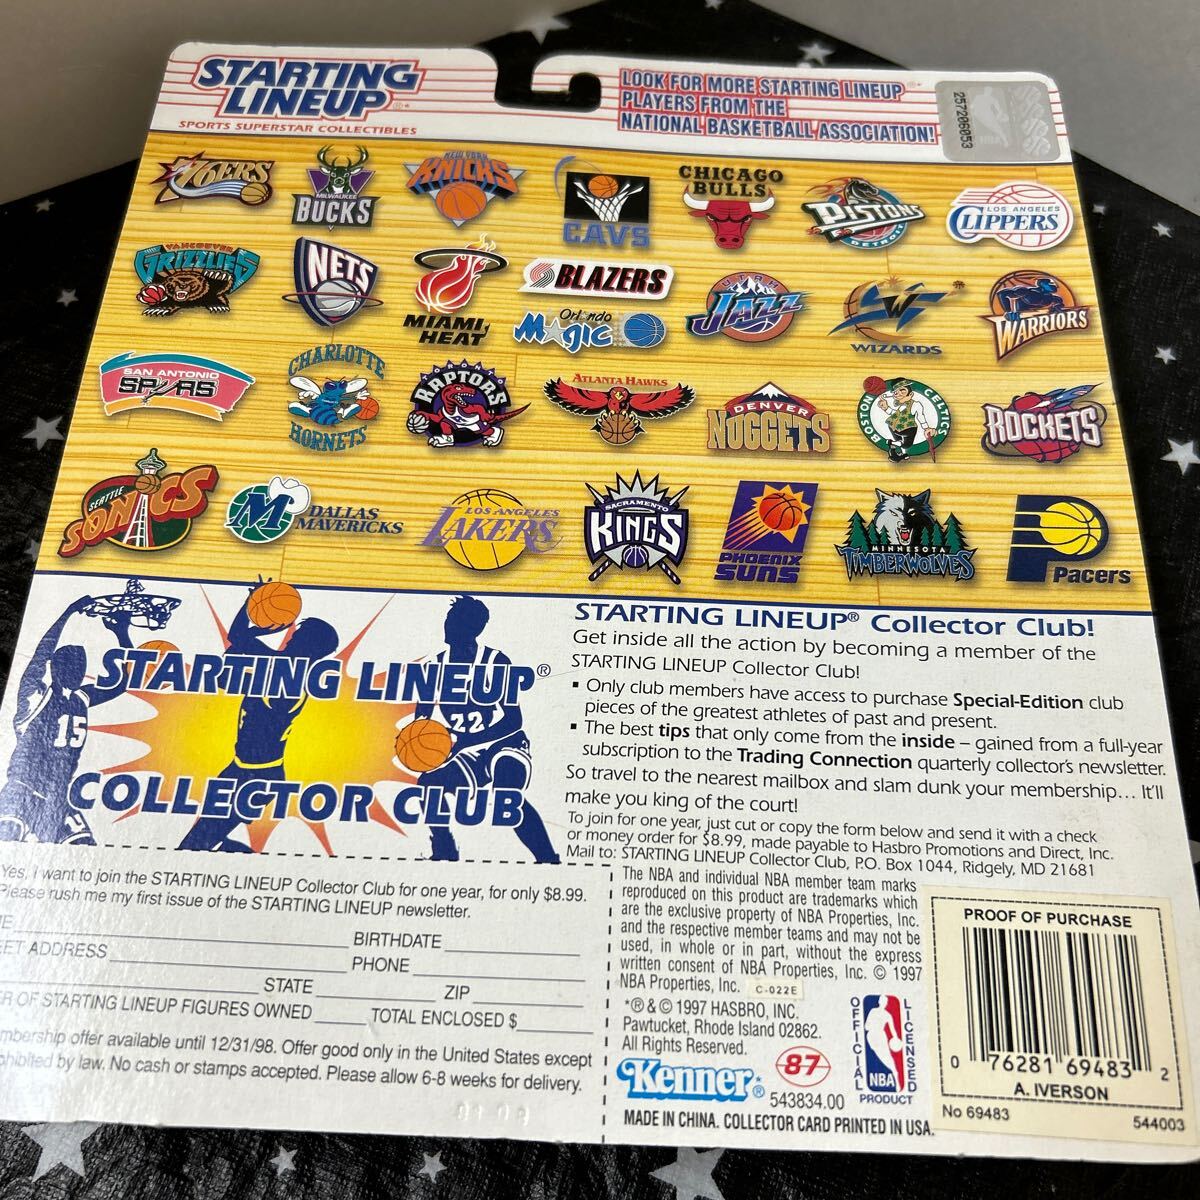 STARTING
LINEUP®
SPORTS SUPERSTAR COLLECTIBLES
LOOK FOR MORE STARTING LINEUP®
PLAYERS FROM THE
NATIONAL BASKETBALL ASSOCIATION!
257206053
NBA
76ERS
MILWAUKEE
BUCKS
NEW YORK
KNICKS
CAVS
CHICAGO
BULLS
PISTONS
DETROIT
LOS ANGELES
CLIPPERS
VANCOUVER
GRIZZLIES
NETS
MIAMI
HEAT
BLAZERS
Orlando
Magic
UTAH
JAZZ
WIZARDS
WARRIORS
SAN ANTONIO
SPURS
CHARLOTTE
HORNETS
TORONTO
RAPTORS
ATLANTA HAWKS
DENVER
NUGGETS
BOSTON
CELTICS
ROCKETS
SEATTLE
SONICS
M
DALLAS
MAVERICKS
LOS ANGELES
LAKERS
SACRAMENTO
KINGS
PHOENIX
SUNS
MINNESOTA
TIMBERWOLVES
Pacers
STARTING LINEUP®
COLLECTOR CLUB
15
22
STARTING LINEUP® Collector Club!
Get inside all the action by becoming a member of the
STARTING LINEUP Collector Club!
▪ Only club members have access to purchase Special-Edition club
pieces of the greatest athletes of past and present.
▪ The best tips that only come from the inside – gained from a full-year
subscription to the Trading Connection quarterly collector's newsletter.
So travel to the nearest mailbox and slam dunk your membership... It'll
make you king of the court!
To join for one year, just cut or copy the form below and send it with a check
or money order for $8.99, made payable to Hasbro Promotions and Direct, Inc.
Mail to: STARTING LINEUP Collector Club, P.O. Box 1044, Ridgely, MD 21681
Yes, I want to join the STARTING LINEUP Collector Club for one year, for only $8.99.
Please rush me my first issue of the STARTING LINEUP newsletter.
BIRTHDATE
ADDRESS
PHONE
STATE
ZIP
OF STARTING LINEUP FIGURES OWNED
TOTAL ENCLOSED $
offer available until 12/31/98. Offer good only in the United States except
by law. No cash or stamps accepted. Please allow 6-8 weeks for delivery.
The NBA and individual NBA member team marks
reproduced on this product are trademarks which
are the exclusive property of NBA Properties, Inc.
and the respective member teams and may not be
used, in whole or in part, without the express
written consent of NBA Properties, Inc. © 1997
NBA Properties, Inc. C-022E
*® & © 1997 HASBRO, INC.
Pawtucket, Rhode Island 02862.
All Rights Reserved.
Kenner®
87
543834.00
MADE IN CHINA. COLLECTOR CARD PRINTED IN USA.
OFFICIAL
LICENSED
NBA
PRODUCT
PROOF OF PURCHASE
0 76281 69483 2
A. IVERSON
No 69483
544003